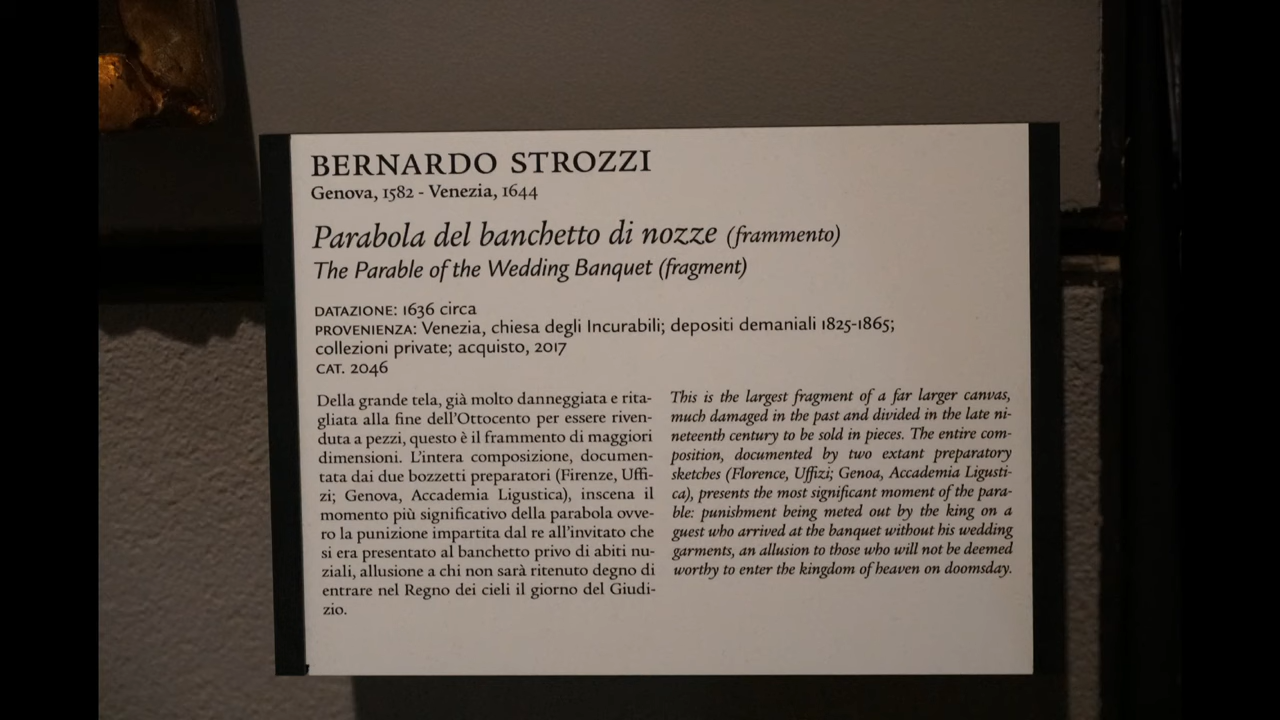 BERNARDO STROZZI
Genova, 1582 - Venezia, 1644
Parabola del banchetto di nozze (frammento)
The Parable of the Wedding Banquet (fragment)
DATAZIONE: 1636 circa
PROVENIENZA: Venezia, chiesa degli Incurabili; depositi demaniali 1825-1865;
collezioni private; acquisto, 2017
CAT. 2046
Della grande tela, già molto danneggiata e rita-
gliata alla fine dell'Ottocento per essere riven-
duta a pezzi, questo è il frammento di maggiori
dimensioni. L'intera composizione, documen-
tata dai due bozzetti preparatori (Firenze, Uffi-
zi; Genova, Accademia Ligustica), inscena il
momento più significativo della parabola ovve-
ro la punizione impartita dal re all'invitato che
si era presentato al banchetto privo di abiti nu-
ziali, allusione a chi non sarà ritenuto degno di
entrare nel Regno dei cieli il giorno del Giudi-
zio.
This is the largest fragment of a far larger canvas,
much damaged in the past and divided in the late ni-
neteenth century to be sold in pieces. The entire com-
position, documented by two extant preparatory
sketches (Florence, Uffizi; Genoa, Accademia Ligusti-
ca), presents the most significant moment of the para-
ble: punishment being meted out by the king on a
guest who arrived at the banquet without his wedding
garments, an allusion to those who will not be deemed
worthy to enter the kingdom of heaven on doomsday.